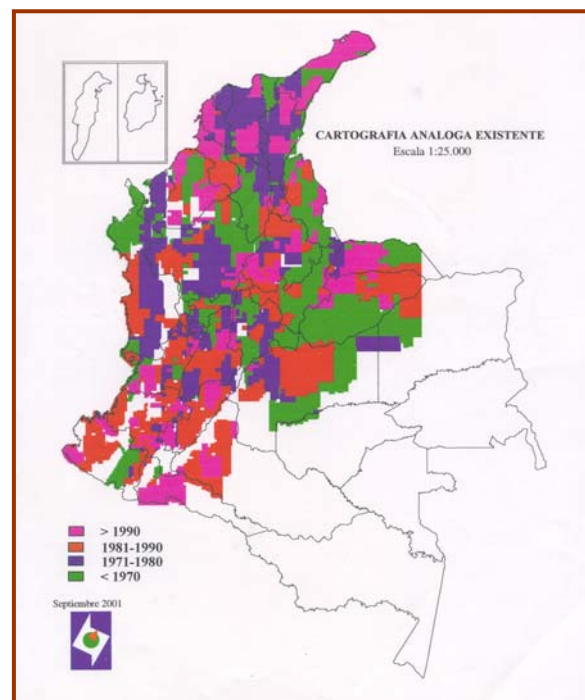 CARTOGRAFIA ANALOGA EXISTENTE
Escala 1:25.000
> 1990
1981-1990
1971-1980
< 1970
Septiembre 2001